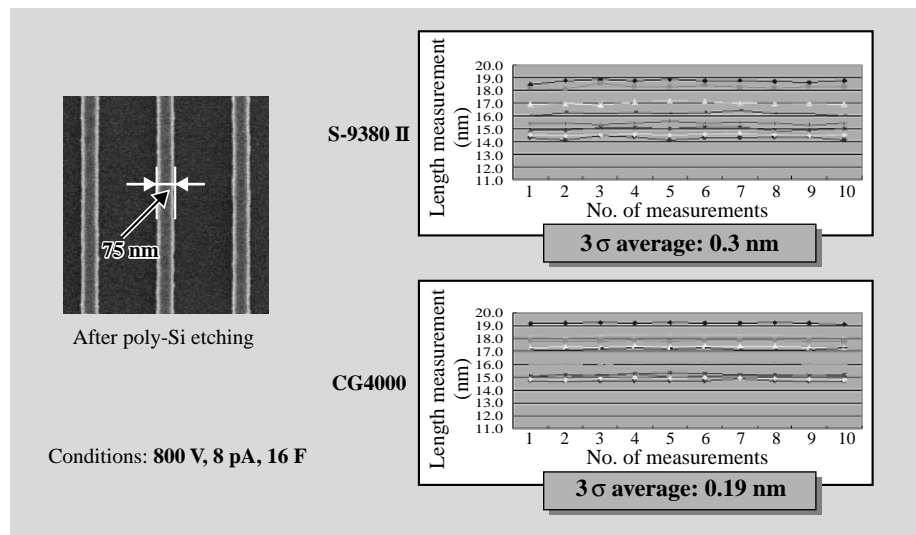 75 nm
After poly-Si etching
Conditions: 800 V, 8 pA, 16 F
S-9380 II
Length measurement
(nm)
20.0
19.0
18.0
17.0
16.0
15.0
14.0
13.0
12.0
11.0
1 2 3 4 5 6 7 8 9 10
No. of measurements
3σ average: 0.3 nm
CG4000
Length measurement
(nm)
20.0
19.0
18.0
17.0
16.0
15.0
14.0
13.0
12.0
11.0
1 2 3 4 5 6 7 8 9 10
No. of measurements
3σ average: 0.19 nm